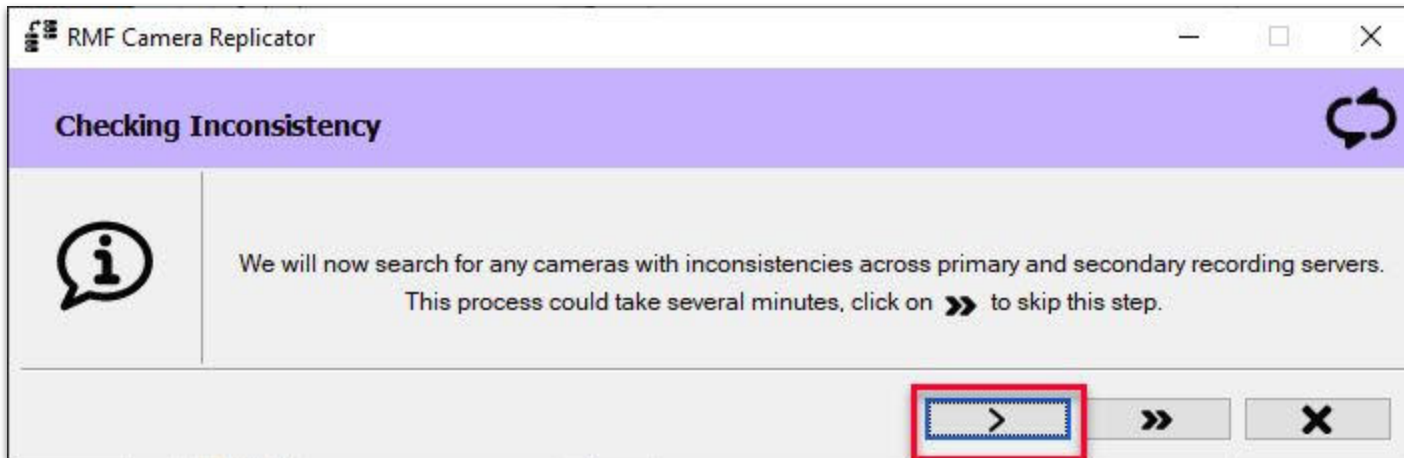 RMF Camera Replicator
Checking Inconsistency
We will now search for any cameras with inconsistencies across primary and secondary recording servers.
This process could take several minutes, click on » to skip this step.